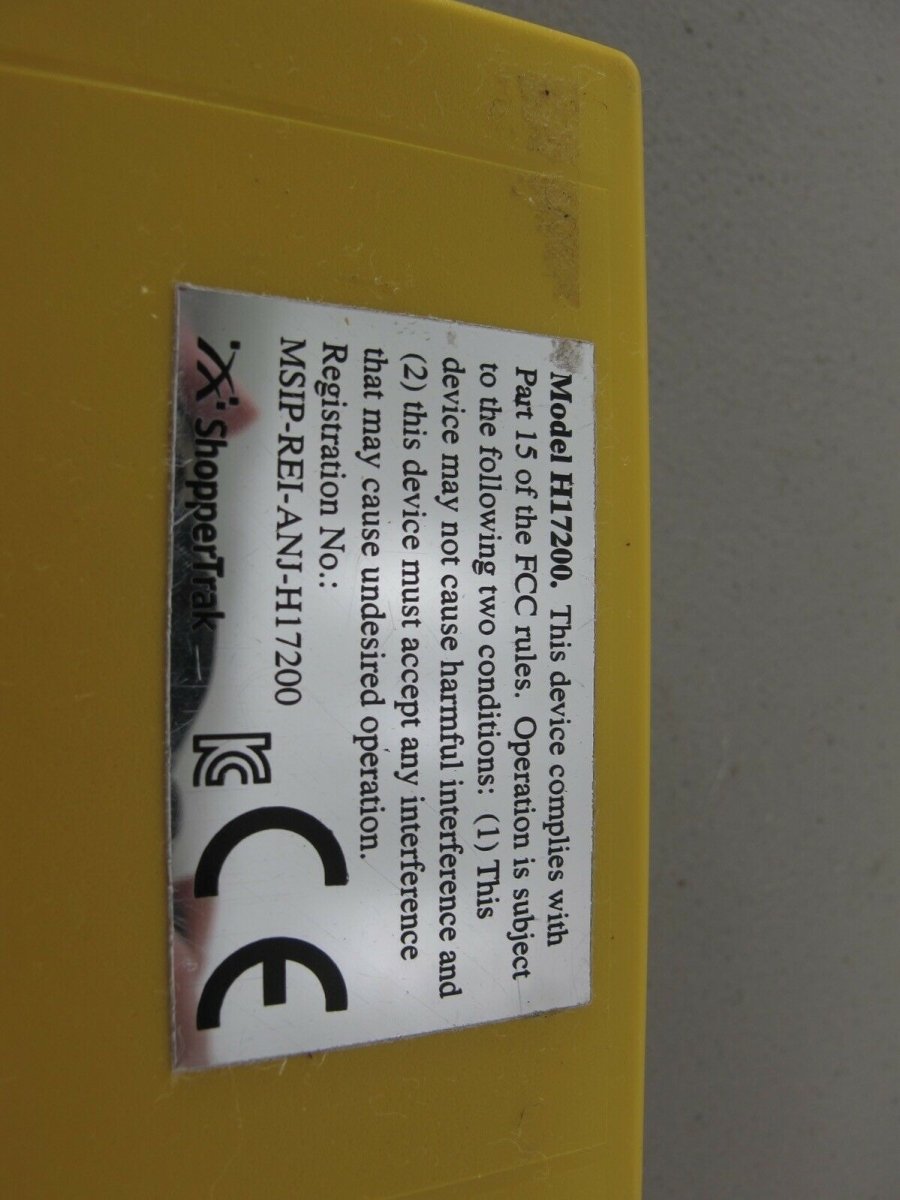 Model H17200. This device complies with
Part 15 of the FCC rules. Operation is subject
to the following two conditions: (1) This
device may not cause harmful interference and
(2) this device must accept any interference
that may cause undesired operation.
Registration No.:
MSIP-REI-ANJ-H17200
ShopperTrak
KC CE